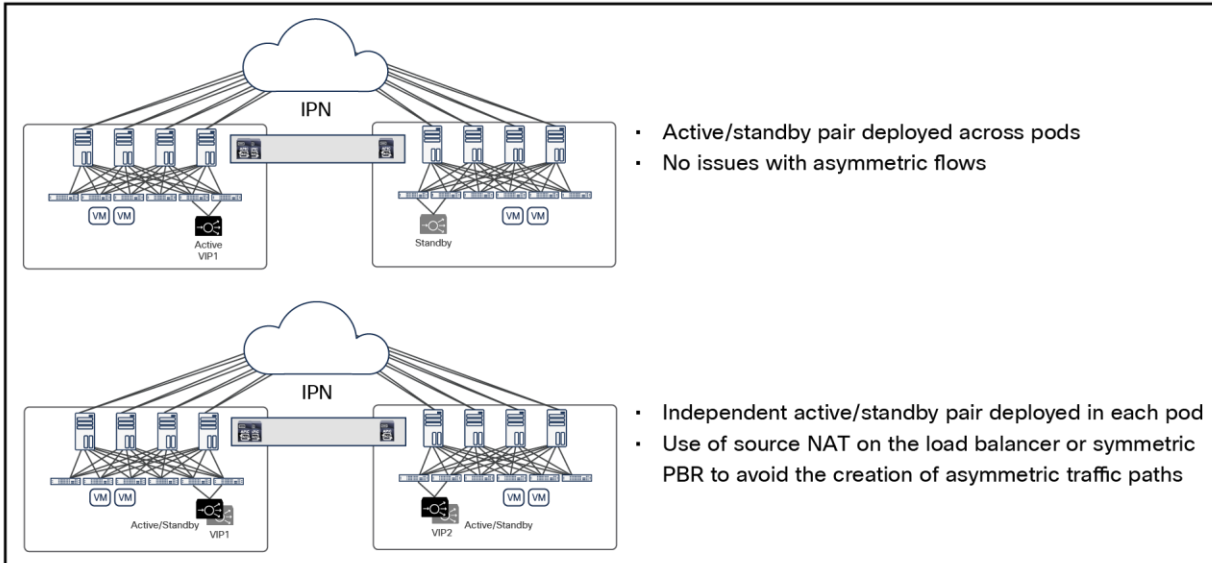 IPN
· Active/standby pair deployed across pods
· No issues with asymmetric flows
VM VM
VM VM
Active
VIP1
Standby
IPN
· Independent active/standby pair deployed in each pod
· Use of source NAT on the load balancer or symmetric
PBR to avoid the creation of asymmetric traffic paths
VM VM
VM VM
Active/Standby
VIP1
VIP2
Active/Standby